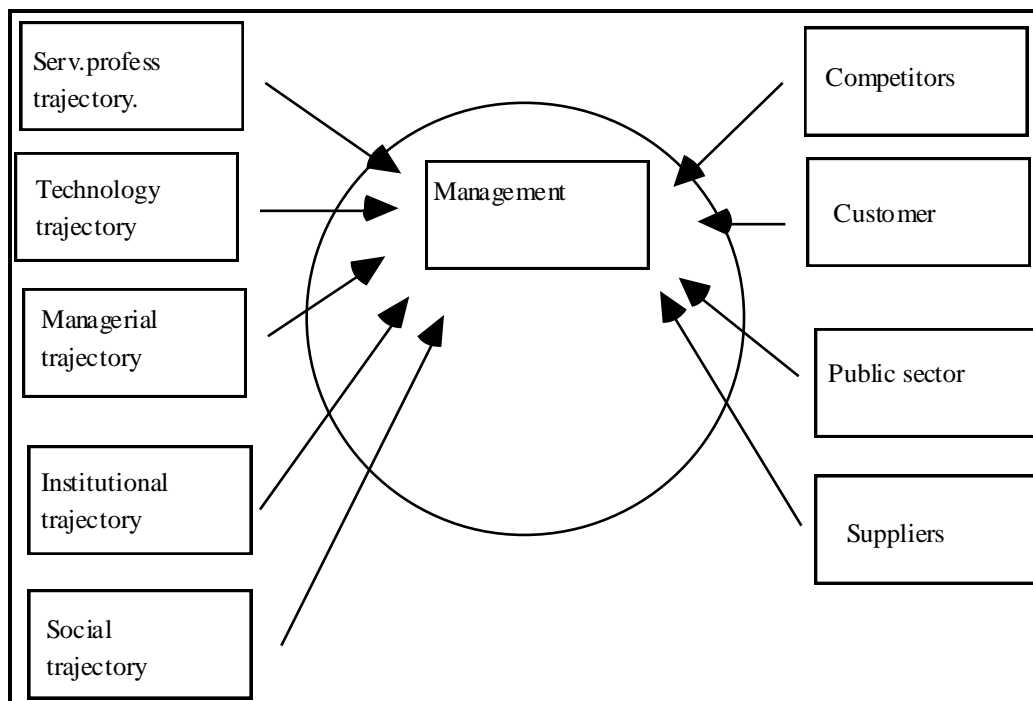 Serv.profess
trajectory.
Technology
trajectory
Managerial
trajectory
Institutional
trajectory
Social
trajectory
Management
Competitors
Customer
Public sector
Suppliers